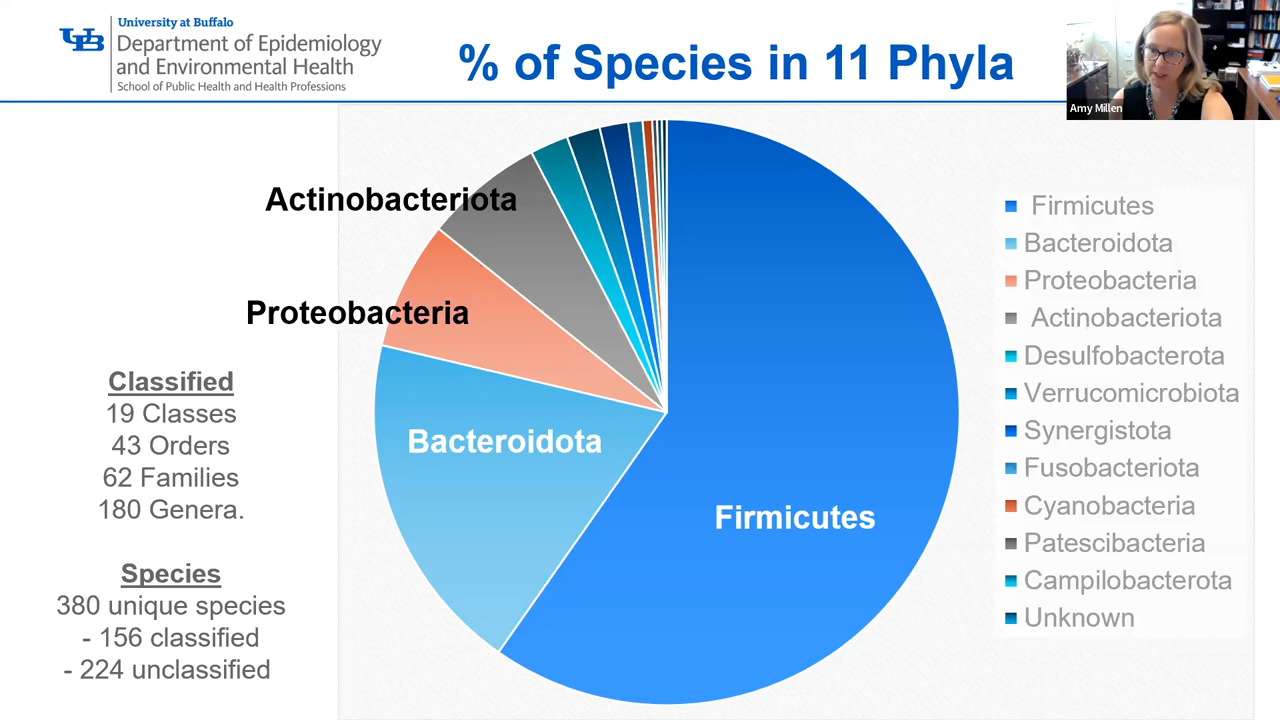 University at Buffalo
Department of Epidemiology
and Environmental Health
School of Public Health and Health Professions
% of Species in 11 Phyla
Amy Millen
Actinobacteriota
Proteobacteria
Bacteroidota
Firmicutes
Classified
19 Classes
43 Orders
62 Families
180 Genera.
Species
380 unique species
- 156 classified
- 224 unclassified
Firmicutes
Bacteroidota
Proteobacteria
Actinobacteriota
Desulfobacterota
Verrucomicrobiota
Synergistota
Fusobacteriota
Cyanobacteria
Patescibacteria
Campilobacterota
Unknown